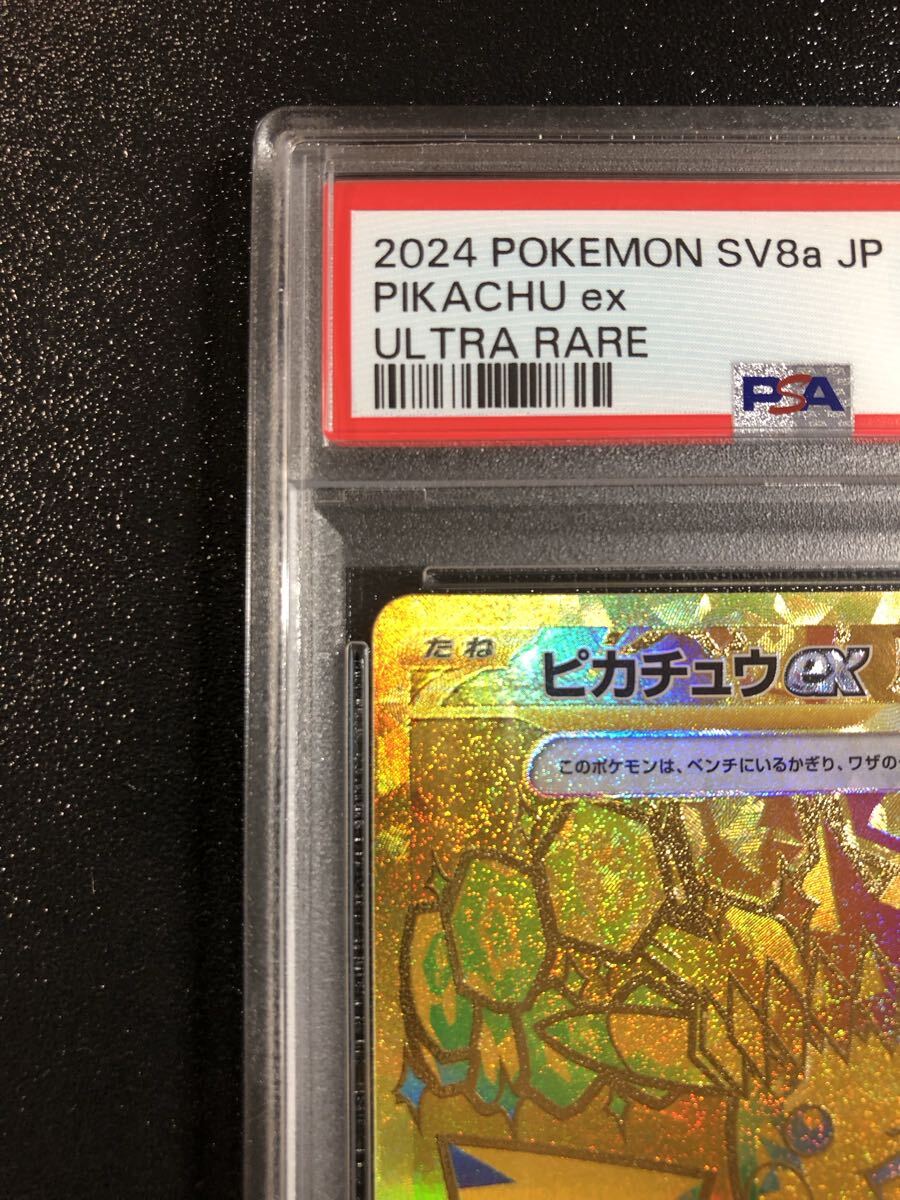 2024 POKEMON SV8a JP
PIKACHU ex
ULTRA RARE
PSA
たね
ピカチュウex
このポケモンは、ベンチにいるかぎり、ワザの